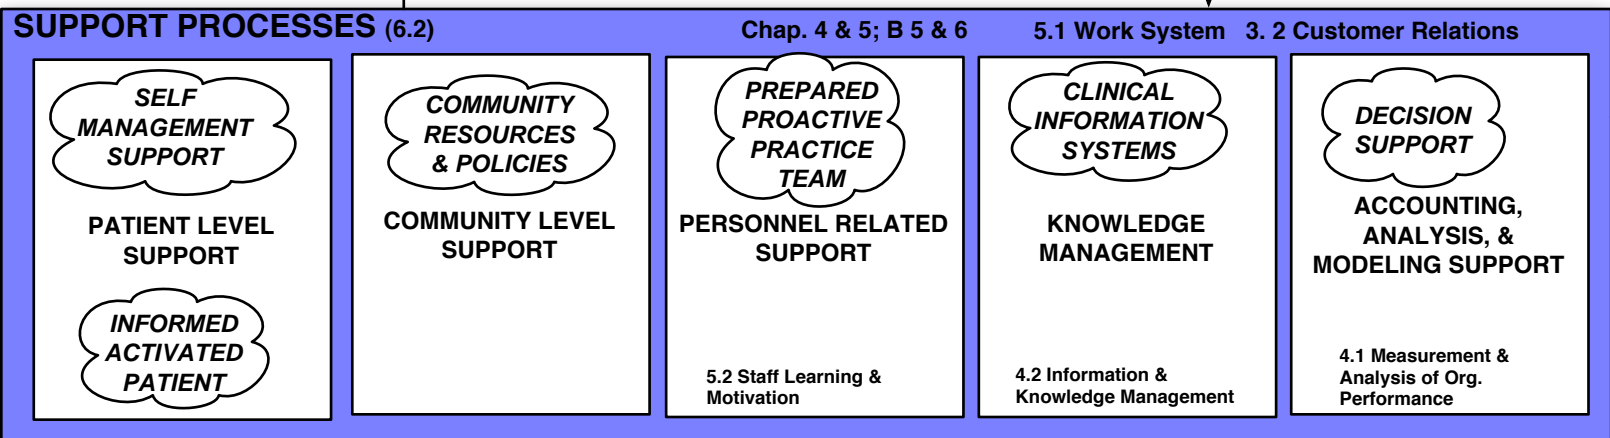 SUPPORT PROCESSES (6.2)
Chap. 4 & 5; B 5 & 6
5.1 Work System
3. 2 Customer Relations
SELF
MANAGEMENT
SUPPORT
PATIENT LEVEL
SUPPORT
INFORMED
ACTIVATED
PATIENT
COMMUNITY
RESOURCES
& POLICIES
COMMUNITY LEVEL
SUPPORT
PREPARED
PROACTIVE
PRACTICE
TEAM
PERSONNEL RELATED
SUPPORT
5.2 Staff Learning &
Motivation
CLINICAL
INFORMATION
SYSTEMS
KNOWLEDGE
MANAGEMENT
4.2 Information &
Knowledge Management
DECISION
SUPPORT
ACCOUNTING,
ANALYSIS, &
MODELING SUPPORT
4.1 Measurement &
Analysis of Org.
Performance